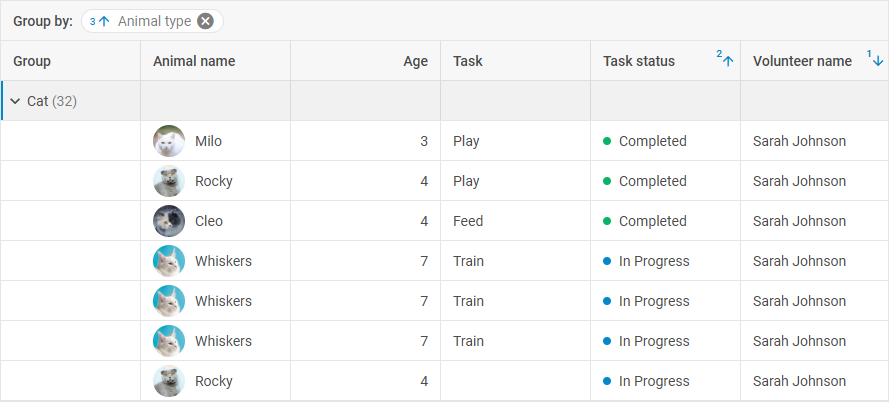 Group by: 3 Animal type
Group Animal name Age Task Task status 2 Volunteer name 1
Cat (32)
Milo 3 Play Completed Sarah Johnson
Rocky 4 Play Completed Sarah Johnson
Cleo 4 Feed Completed Sarah Johnson
Whiskers 7 Train In Progress Sarah Johnson
Whiskers 7 Train In Progress Sarah Johnson
Whiskers 7 Train In Progress Sarah Johnson
Rocky 4 In Progress Sarah Johnson